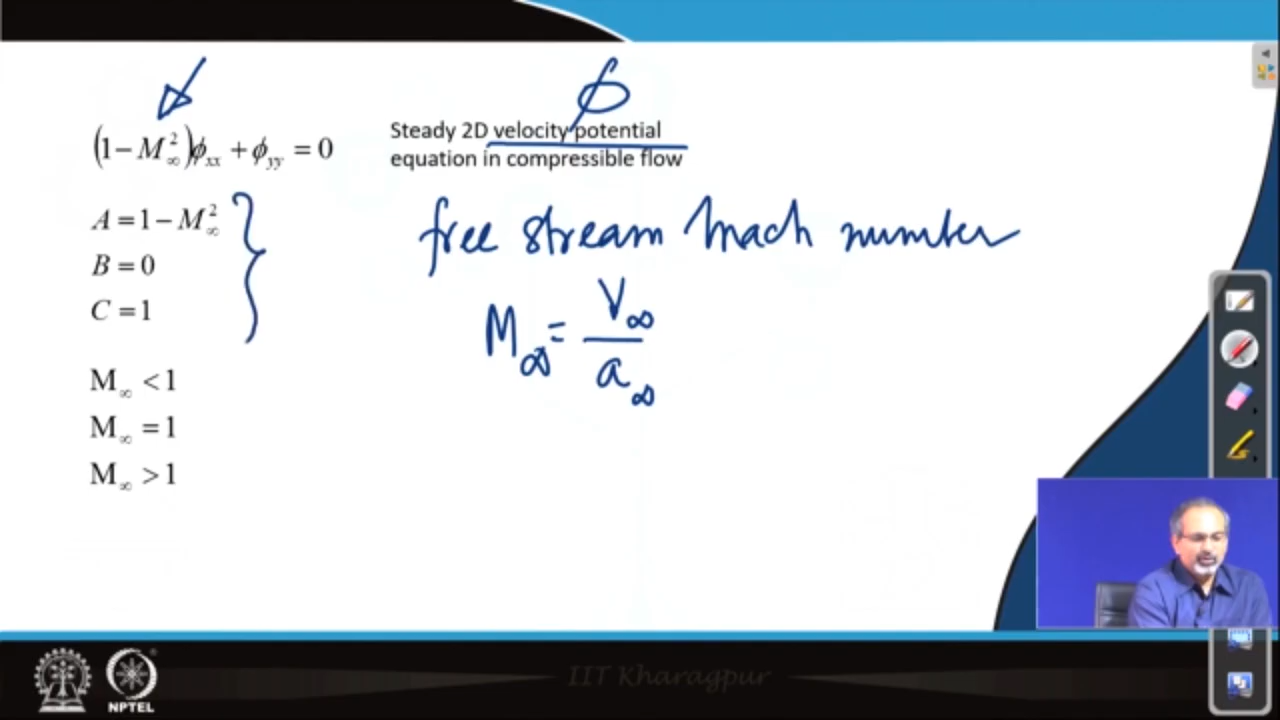 ϕ
(1−M∞²)ϕxx + ϕyy = 0
Steady 2D velocity potential
equation in compressible flow
A = 1 − M∞²
B = 0
C = 1
free stream Mach number
M∞ = V∞ / a∞
M∞ < 1
M∞ = 1
M∞ > 1
NPTEL
IIT Kharagpur